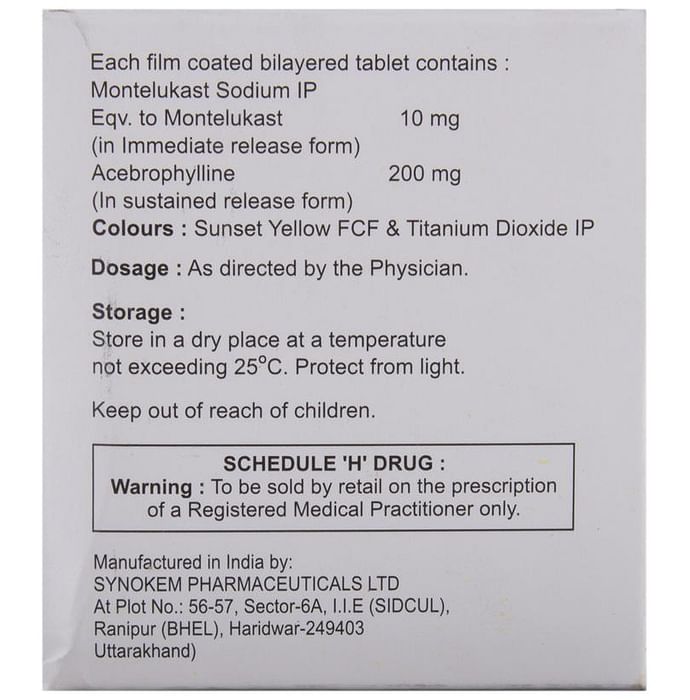 Each film coated bilayered tablet contains :
Montelukast Sodium IP
Eqv. to Montelukast 10 mg
(in Immediate release form)
Acebrophylline 200 mg
(In sustained release form)
Colours : Sunset Yellow FCF & Titanium Dioxide IP
Dosage : As directed by the Physician.
Storage :
Store in a dry place at a temperature
not exceeding 25°C. Protect from light.
Keep out of reach of children.
SCHEDULE 'H' DRUG :
Warning : To be sold by retail on the prescription
of a Registered Medical Practitioner only.
Manufactured in India by:
SYNOKEM PHARMACEUTICALS LTD
At Plot No.: 56-57, Sector-6A, I.I.E (SIDCUL),
Ranipur (BHEL), Haridwar-249403
Uttarakhand)